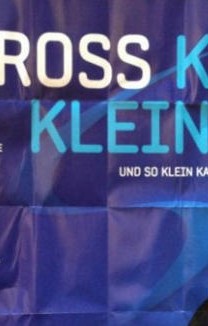 ROSS K
KLEIN
E
UND SO KLEIN KA